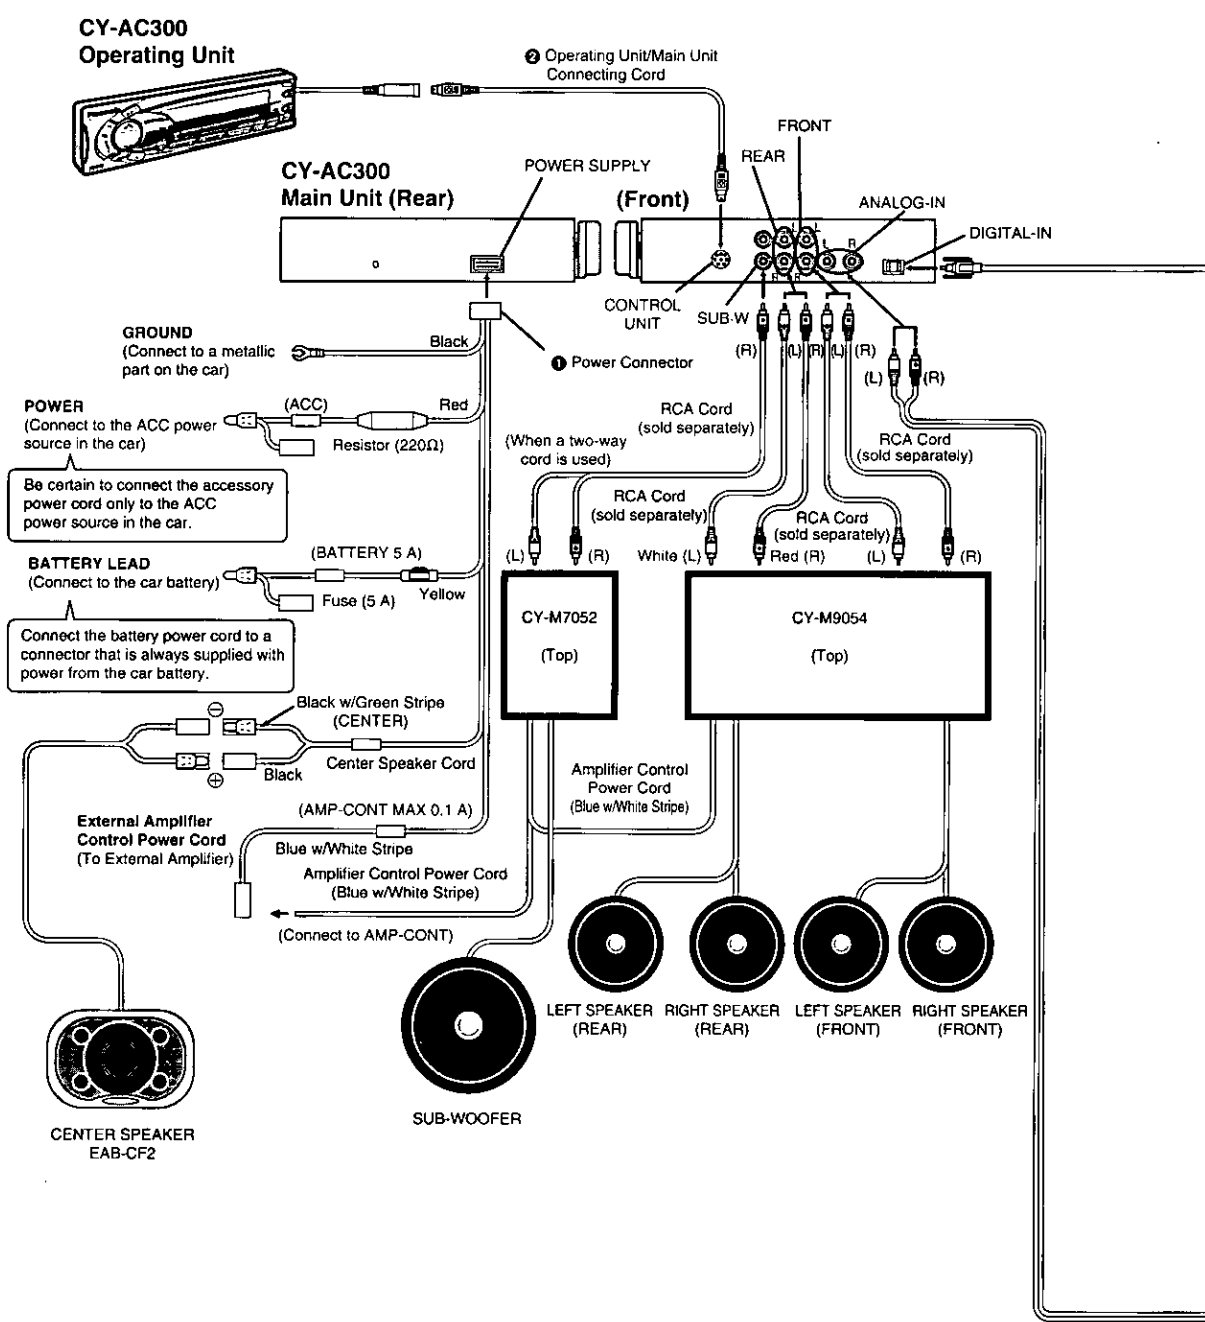 CY-AC300
Operating Unit
❷ Operating Unit/Main Unit
Connecting Cord
FRONT
REAR
CY-AC300
Main Unit (Rear)
POWER SUPPLY
(Front)
ANALOG-IN
DIGITAL-IN
L
L
L
R
R
R
CONTROL
UNIT
SUB-W
(R)
(L)
(R)
(L)
(R)
(L)
(R)
GROUND
(Connect to a metallic
part on the car)
Black
❶ Power Connector
POWER
(Connect to the ACC power
source in the car)
(ACC)
Red
Resistor (220Ω)
Be certain to connect the accessory
power cord only to the ACC
power source in the car.
RCA Cord
(sold separately)
(When a two-way
cord is used)
RCA Cord
(sold separately)
RCA Cord
(sold separately)
RCA Cord
(sold separately)
BATTERY LEAD
(Connect to the car battery)
(BATTERY 5 A)
Fuse (5 A)
Yellow
(L)
(R)
White (L)
Red (R)
(L)
(R)
Connect the battery power cord to a
connector that is always supplied with
power from the car battery.
CY-M7052
(Top)
CY-M9054
(Top)
Black w/Green Stripe
(CENTER)
⊖
⊕
Black
Center Speaker Cord
Amplifier Control
Power Cord
(Blue w/White Stripe)
(AMP-CONT MAX 0.1 A)
External Amplifier
Control Power Cord
(To External Amplifier)
Blue w/White Stripe
Amplifier Control Power Cord
(Blue w/White Stripe)
(Connect to AMP-CONT)
LEFT SPEAKER
(REAR)
RIGHT SPEAKER
(REAR)
LEFT SPEAKER
(FRONT)
RIGHT SPEAKER
(FRONT)
SUB-WOOFER
CENTER SPEAKER
EAB-CF2